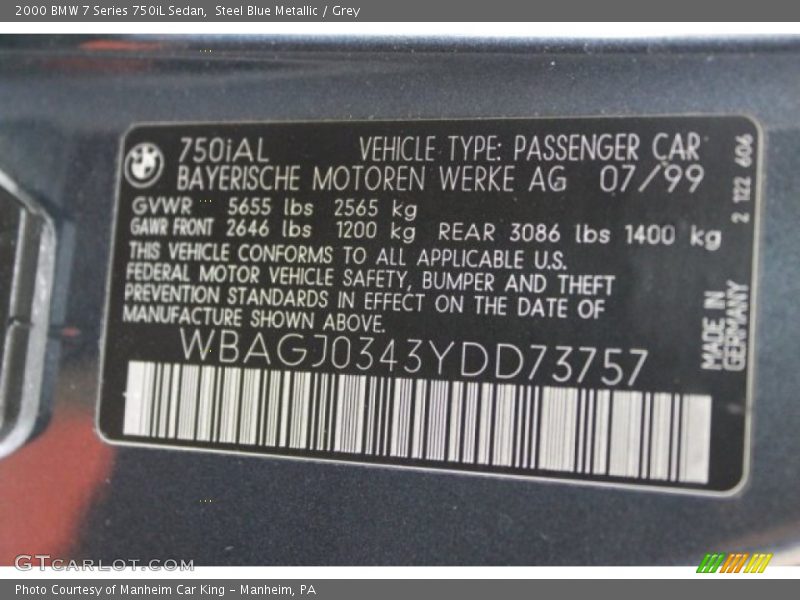 2000 BMW 7 Series 750iL Sedan,  Steel Blue Metallic / Grey
750iAL VEHICLE TYPE: PASSENGER CAR
BAYERISCHE MOTOREN WERKE AG 07/99
GVWR 5655 lbs 2565 kg
GAWR FRONT 2646 lbs 1200 kg REAR 3086 lbs 1400 kg
THIS VEHICLE CONFORMS TO ALL APPLICABLE U.S.
FEDERAL MOTOR VEHICLE SAFETY, BUMPER AND THEFT
PREVENTION STANDARDS IN EFFECT ON THE DATE OF
MANUFACTURE SHOWN ABOVE.
WBAGJ0343YDD73757
2 122 606
MADE IN
GERMANY
GTcarlot.com
Photo Courtesy of Manheim Car King - Manheim, PA